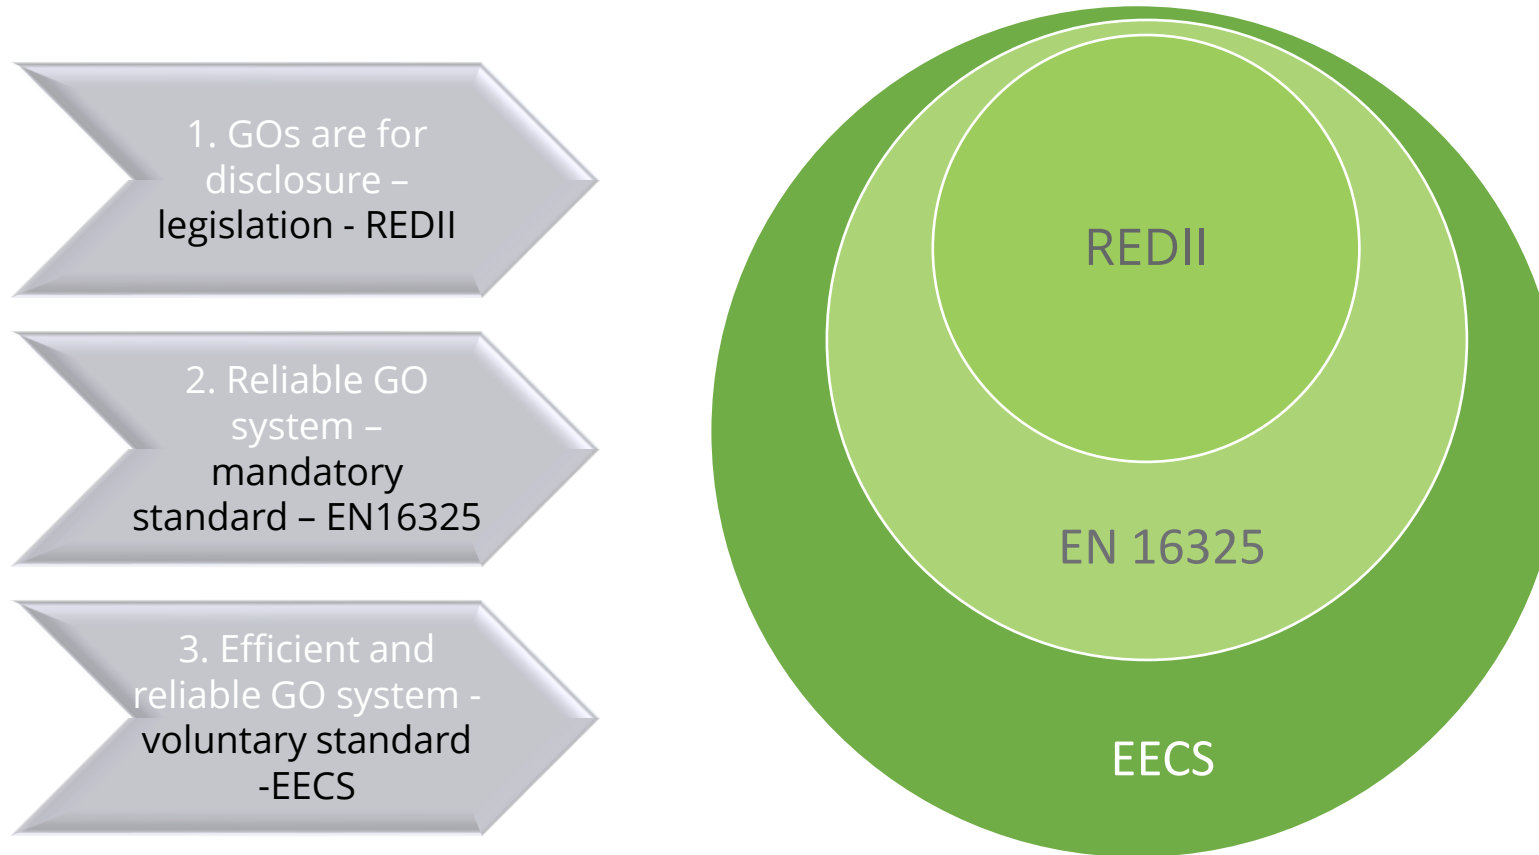 1. GOs are for
disclosure –
legislation - REDII
2. Reliable GO
system –
mandatory
standard – EN16325
3. Efficient and
reliable GO system -
voluntary standard
-EECS
REDII
EN 16325
EECS